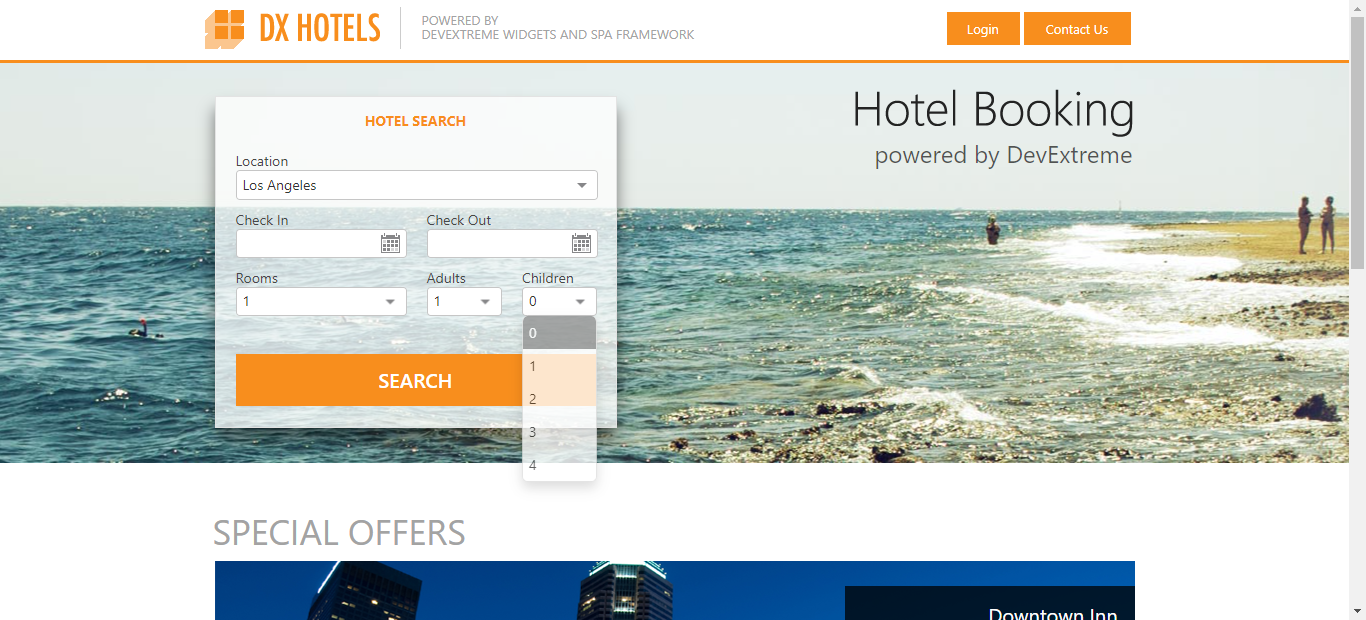 DX HOTELS
POWERED BY
DEVEXTREME WIDGETS AND SPA FRAMEWORK
Login
Contact Us
Hotel Booking
powered by DevExtreme
HOTEL SEARCH
Location
Los Angeles
Check In
Check Out
Rooms
Adults
Children
1
1
0
0
1
2
3
4
SEARCH
SPECIAL OFFERS
Downtown Inn